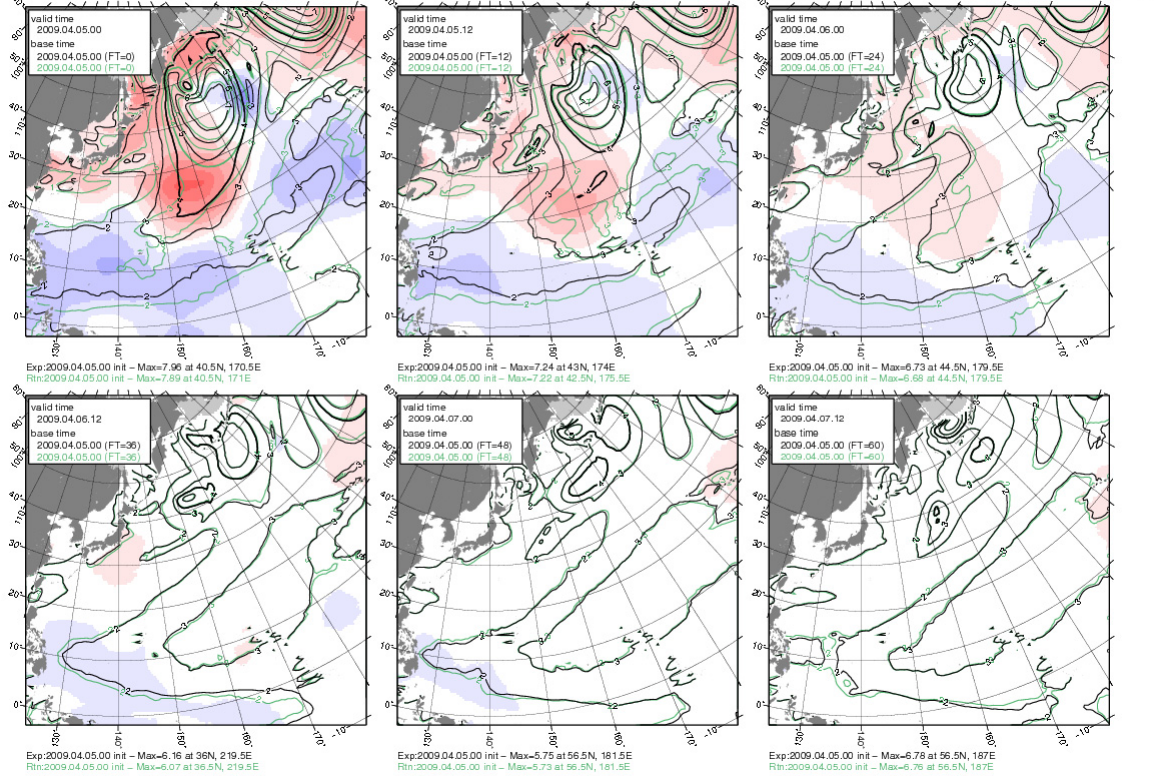 valid time
2009.04.05.00
base time
2009.04.05.00 (FT=0)
2009.04.05.00 (FT=0)
Exp:2009.04.05.00 init – Max=7.96 at 40.5N, 170.5E
Rtn:2009.04.05.00 init – Max=7.89 at 40.5N, 171E
valid time
2009.04.05.12
base time
2009.04.05.00 (FT=12)
2009.04.05.00 (FT=12)
Exp:2009.04.05.00 init – Max=7.24 at 43N, 174E
Rtn:2009.04.05.00 init – Max=7.22 at 42.5N, 175.5E
valid time
2009.04.06.00
base time
2009.04.05.00 (FT=24)
2009.04.05.00 (FT=24)
Exp:2009.04.05.00 init – Max=6.73 at 44.5N, 179.5E
Rtn:2009.04.05.00 init – Max=6.68 at 44.5N, 179.5E
valid time
2009.04.06.12
base time
2009.04.05.00 (FT=36)
2009.04.05.00 (FT=36)
Exp:2009.04.05.00 init – Max=6.16 at 36N, 219.5E
Rtn:2009.04.05.00 init – Max=6.07 at 36.5N, 219.5E
valid time
2009.04.07.00
base time
2009.04.05.00 (FT=48)
2009.04.05.00 (FT=48)
Exp:2009.04.05.00 init – Max=5.75 at 56.5N, 181.5E
Rtn:2009.04.05.00 init – Max=5.73 at 56.5N, 181.5E
valid time
2009.04.07.12
base time
2009.04.05.00 (FT=60)
2009.04.05.00 (FT=60)
Exp:2009.04.05.00 init – Max=6.78 at 56.5N, 187E
Rtn:2009.04.05.00 init – Max=6.76 at 56.5N, 187E